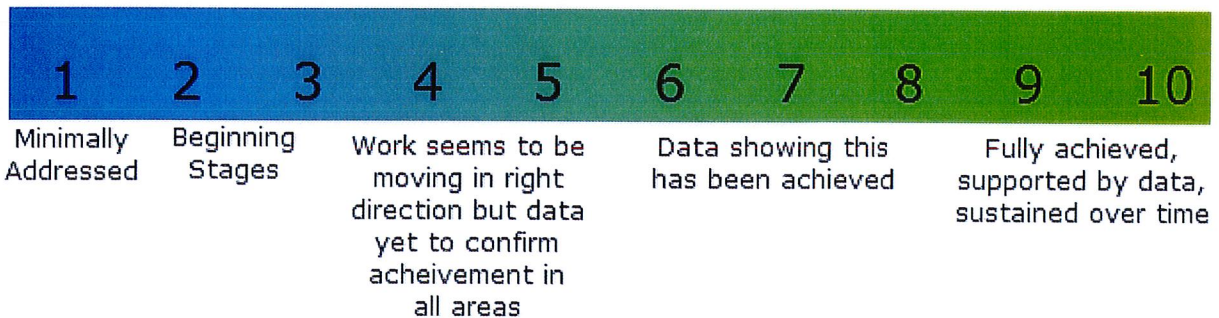 1 2 3 4 5 6 7 8 9 10
Minimally
Addressed
Beginning
Stages
Work seems to be
moving in right
direction but data
yet to confirm
acheivement in
all areas
Data showing this
has been achieved
Fully achieved,
supported by data,
sustained over time